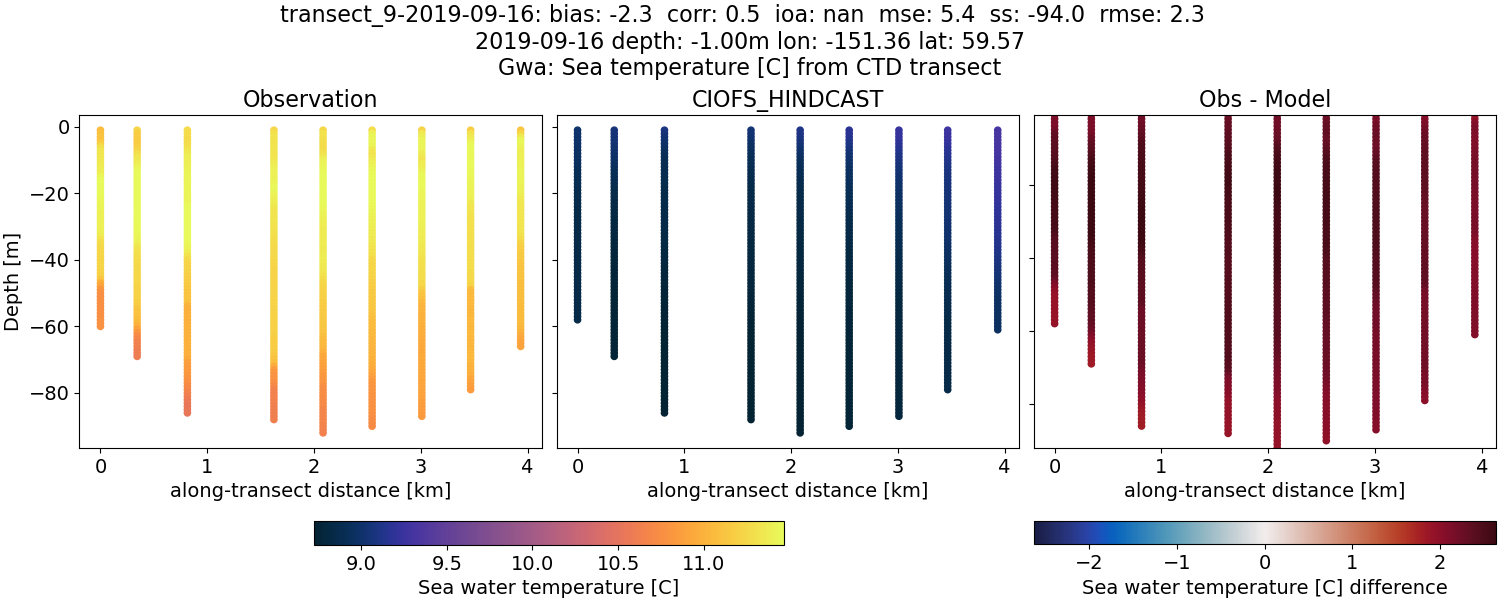 transect_9-2019-09-16: bias: -2.3  corr: 0.5  ioa: nan  mse: 5.4  ss: -94.0  rmse: 2.3
2019-09-16 depth: -1.00m lon: -151.36 lat: 59.57
Gwa: Sea temperature [C] from CTD transect
Observation
CIOFS_HINDCAST
Obs - Model
Depth [m]
0
−20
−40
−60
−80
0 1 2 3 4
0 1 2 3 4
0 1 2 3 4
along-transect distance [km]
along-transect distance [km]
along-transect distance [km]
9.0 9.5 10.0 10.5 11.0
Sea water temperature [C]
−2 −1 0 1 2
Sea water temperature [C] difference